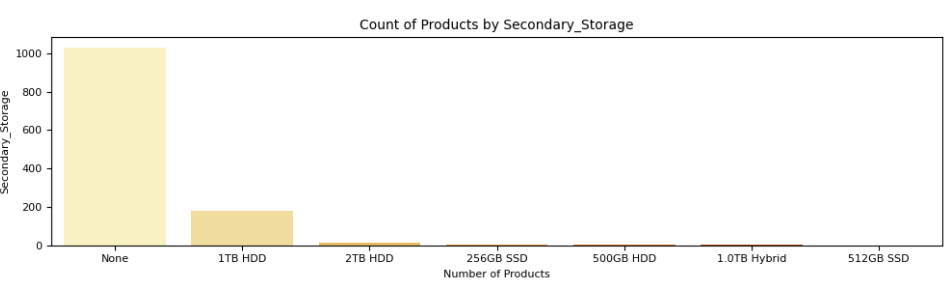 Count of Products by Secondary_Storage
Secondary_Storage
1000
800
600
400
200
0
None 1TB HDD 2TB HDD 256GB SSD 500GB HDD 1.0TB Hybrid 512GB SSD
Number of Products